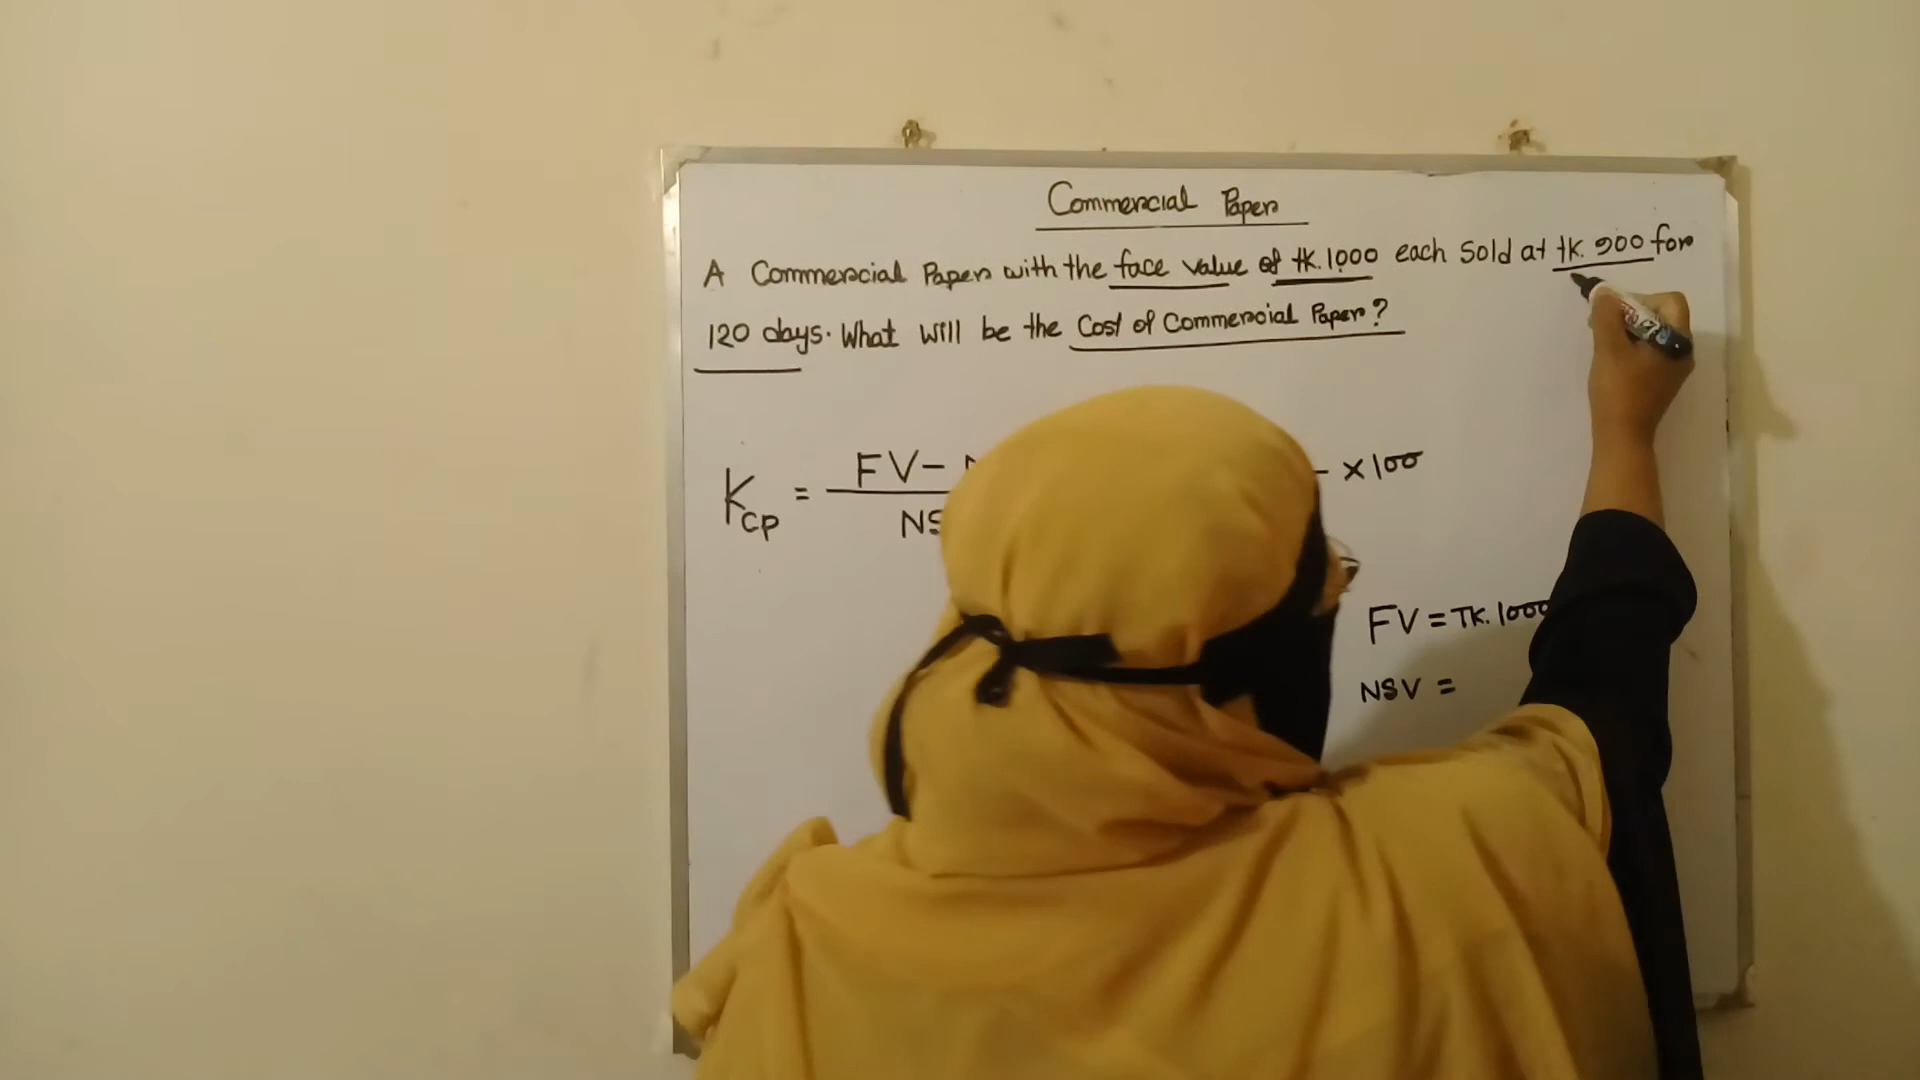 Commercial Paper
A Commercial Paper with the face value of tk.1000 each Sold at tk. 900 for
120 days. What will be the Cost of Commercial Paper?
Kcp = FV- - ×100
NS
FV = TK. 1000
NSV =